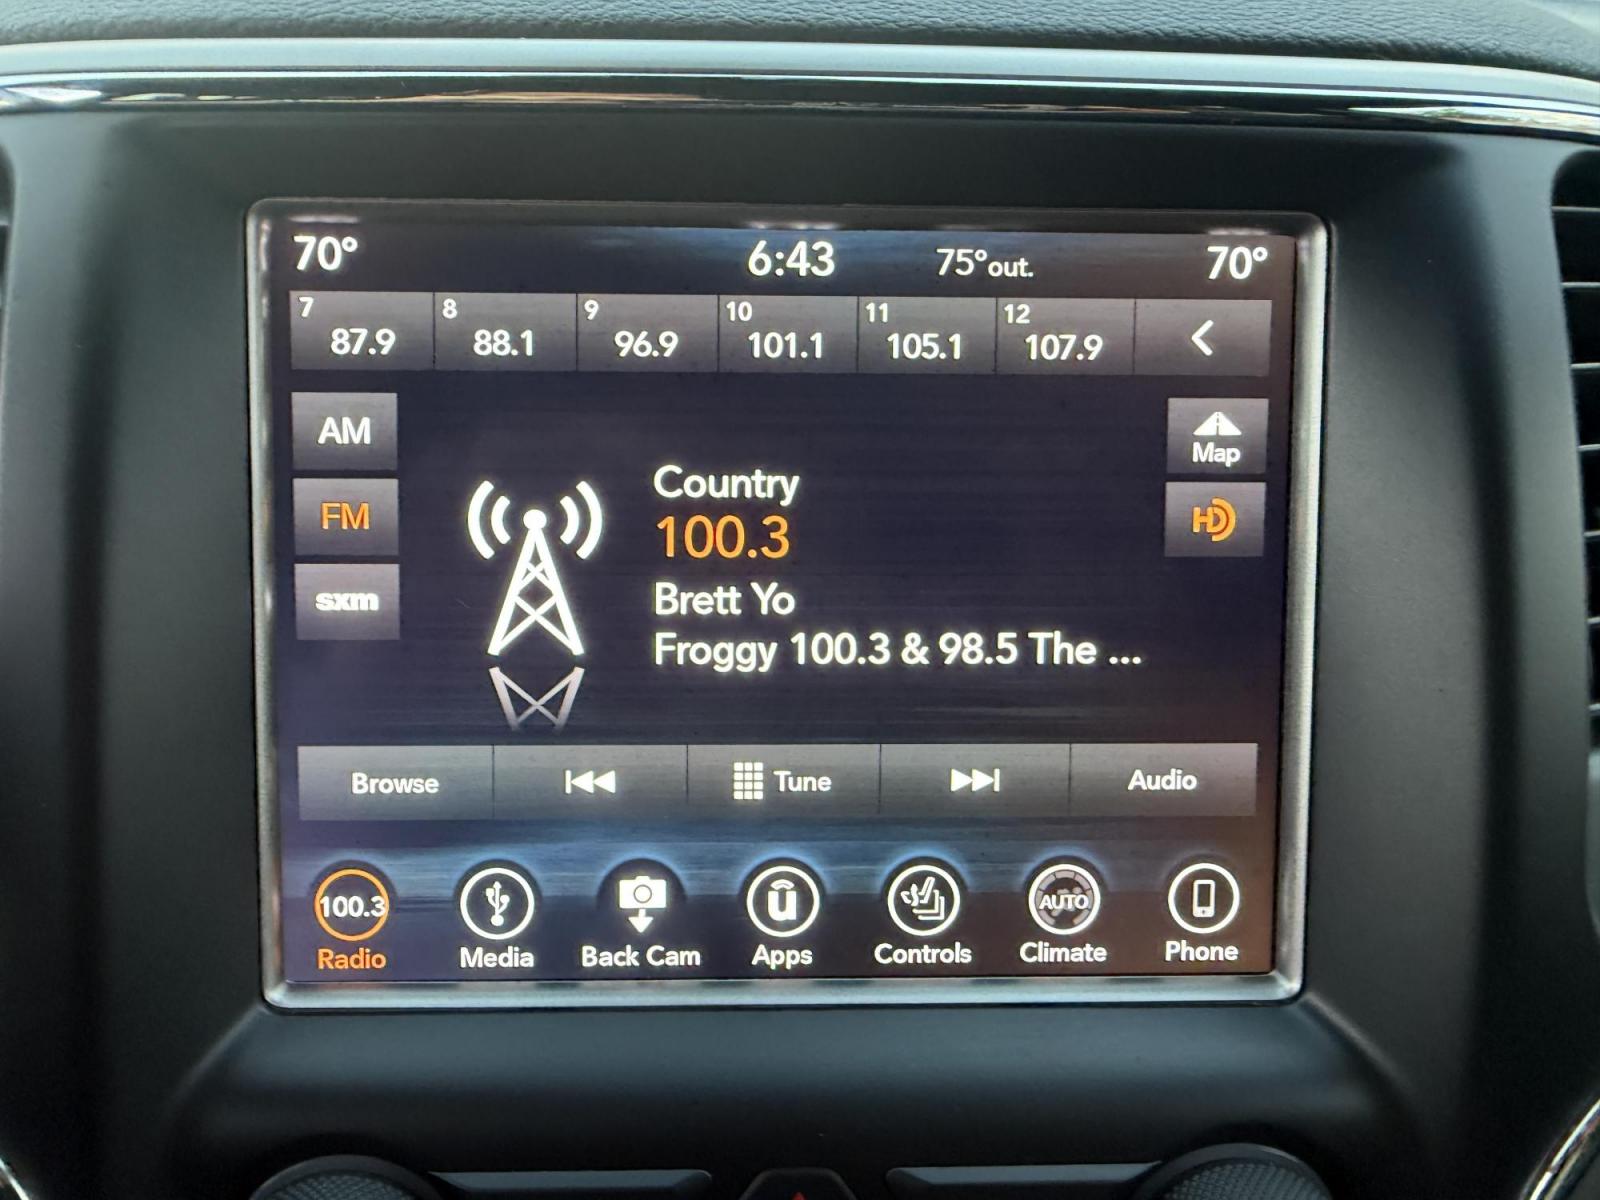 70° 6:43 75° out. 70°
7 8 9 10 11 12
87.9 88.1 96.9 101.1 105.1 107.9
AM
Map
FM
HD
sxm
Country
100.3
Brett Yo
Froggy 100.3 & 98.5 The ...
Browse Tune Audio
100.3 u AUTO
Radio Media Back Cam Apps Controls Climate Phone